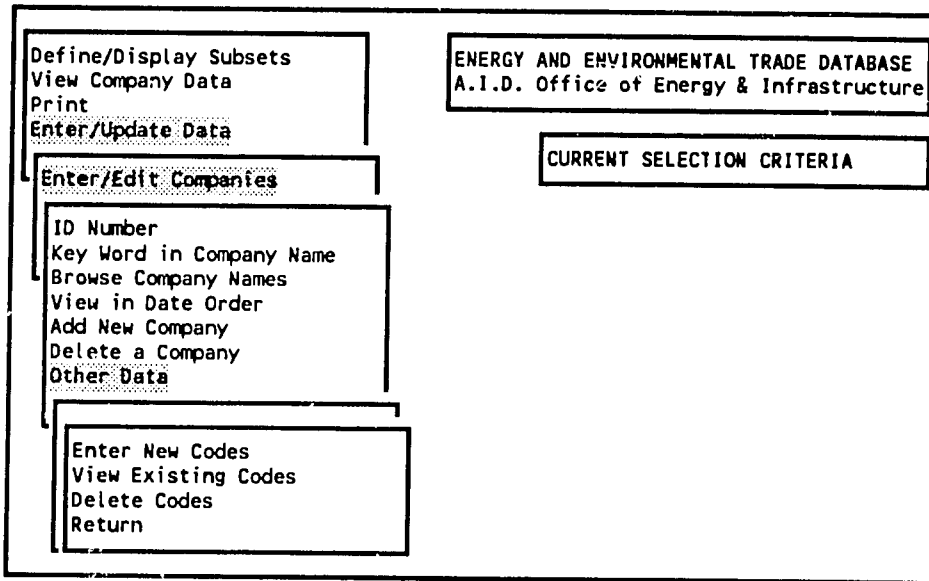 Define/Display Subsets
View Company Data
Print
Enter/Update Data
ENERGY AND ENVIRONMENTAL TRADE DATABASE
A.I.D. Office of Energy & Infrastructure
CURRENT SELECTION CRITERIA
Enter/Edit Companies
ID Number
Key Word in Company Name
Browse Company Names
View in Date Order
Add New Company
Delete a Company
Other Data
Enter New Codes
View Existing Codes
Delete Codes
Return